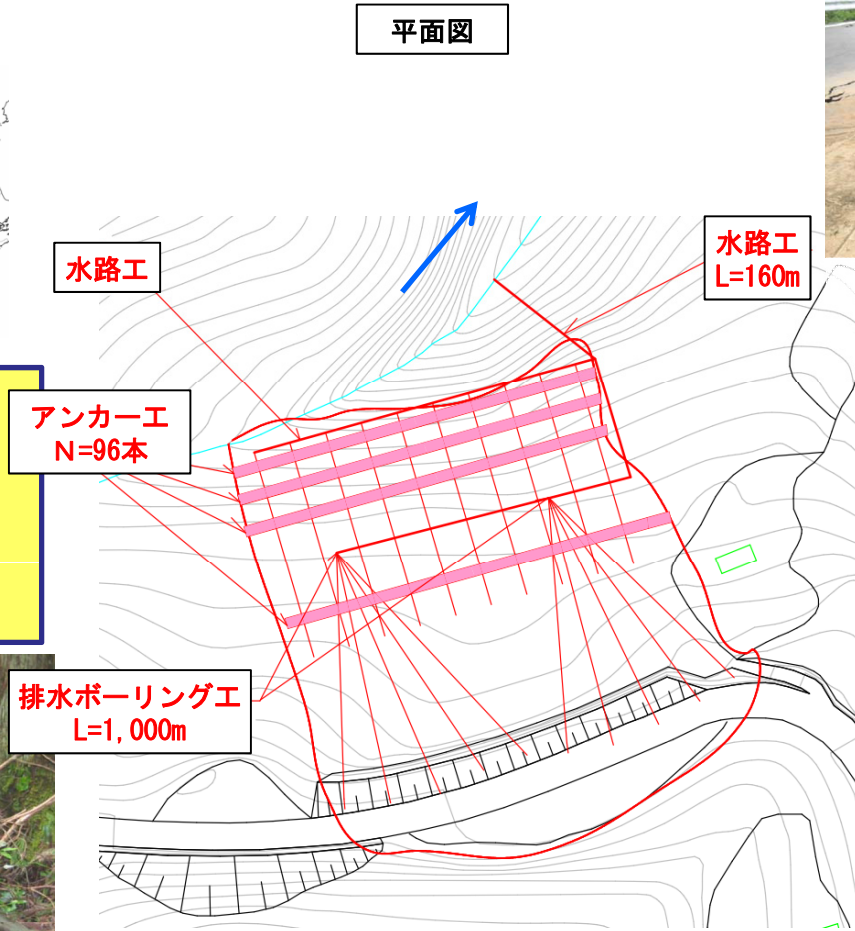 平面図
水路工
水路工
L=160m
アンカー工
N=96本
排水ボーリング工
L=1,000m